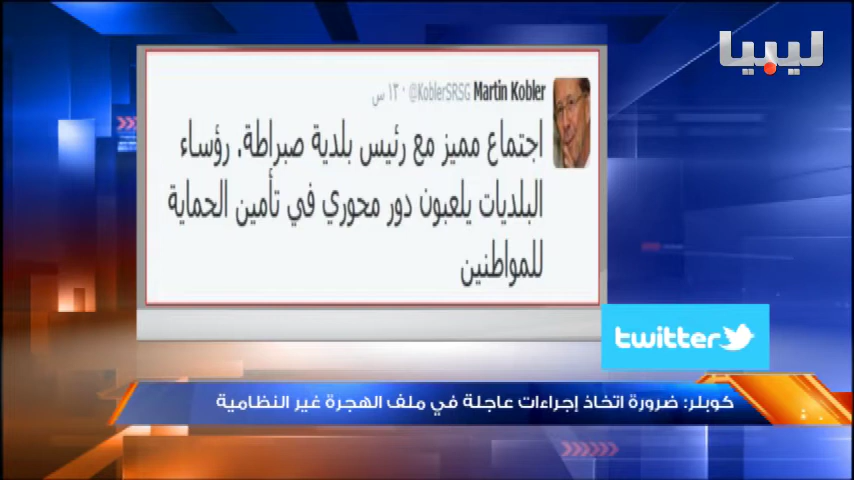 ليبيا
Martin Kobler @KoblerSRSG · ١٣ س
اجتماع مميز مع رئيس بلدية صبراطة. رؤساء
البلديات يلعبون دور محوري في تأمين الحماية
للمواطنين
twitter
كوبلر: ضرورة اتخاذ إجراءات عاجلة في ملف الهجرة غير النظامية